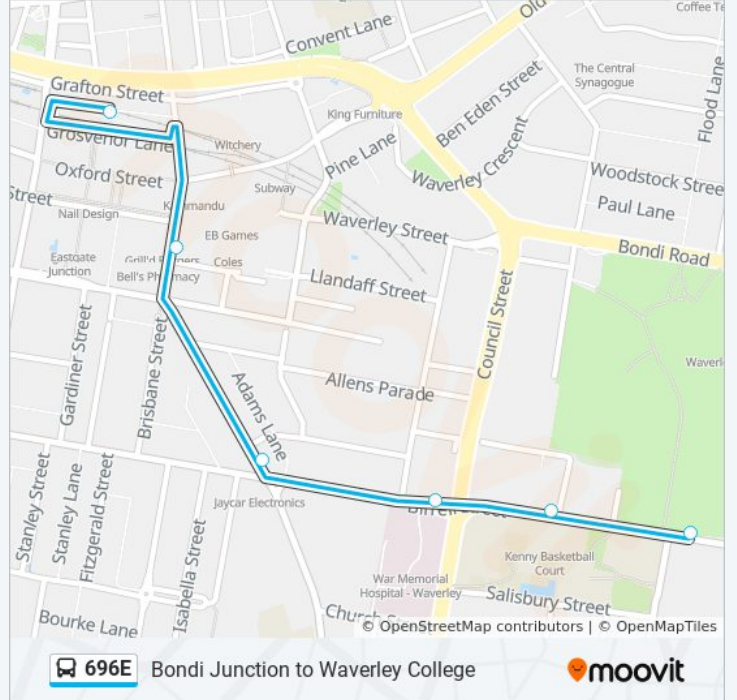 Coffee Te
Convent Lane
Old
Grafton Street
The Central
Synagogue
Flood Lane
Ben Eden Street
King Furniture
Grosvenor Lane
Witchery
Pine Lane
Waverley Crescent
Oxford Street
Subway
Woodstock Stree
Street
Kathmandu
Nail Design
Paul Lane
Waverley Street
EB Games
Bondi Road
Eastgate
Junction
Coles
Bell's Pharmacy
Llandaff Street
Council Street
Gardiner Street
Brisbane Street
Waverl
Allens Parade
Adams Lane
Stanley Street
Stanley Lane
Fitzgerald Street
Jaycar Electronics
Birrell Street
Isabella Street
Kenny Basketball
Court
War Memorial
Hospital - Waverley
Salisbury Street
Bourke Lane
Church Street
© OpenStreetMap contributors | © OpenMapTiles
696E Bondi Junction to Waverley College
moovit